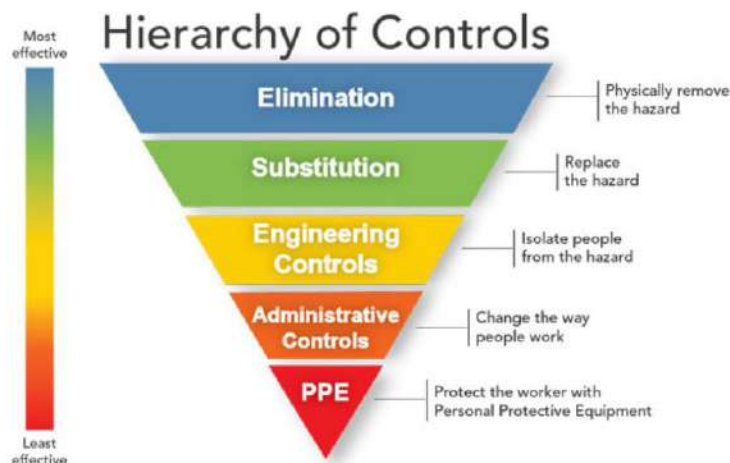 Hierarchy of Controls
Most
effective
Elimination
Physically remove
the hazard
Substitution
Replace
the hazard
Engineering
Controls
Isolate people
from the hazard
Administrative
Controls
Change the way
people work
PPE
Protect the worker with
Personal Protective Equipment
Least
effective